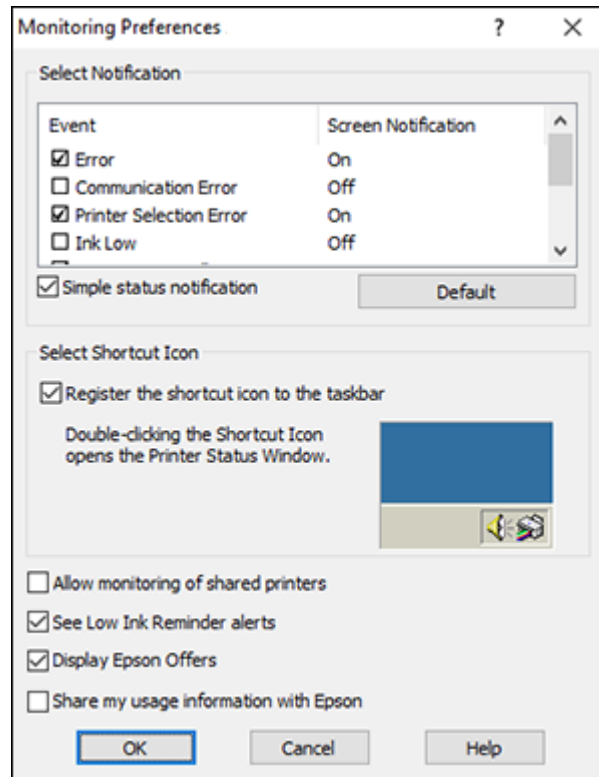 Monitoring Preferences ?
Select Notification
Event Screen Notification
Error On
Communication Error Off
Printer Selection Error On
Ink Low Off
Simple status notification Default
Select Shortcut Icon
Register the shortcut icon to the taskbar
Double-clicking the Shortcut Icon
opens the Printer Status Window.
Allow monitoring of shared printers
See Low Ink Reminder alerts
Display Epson Offers
Share my usage information with Epson
OK Cancel Help